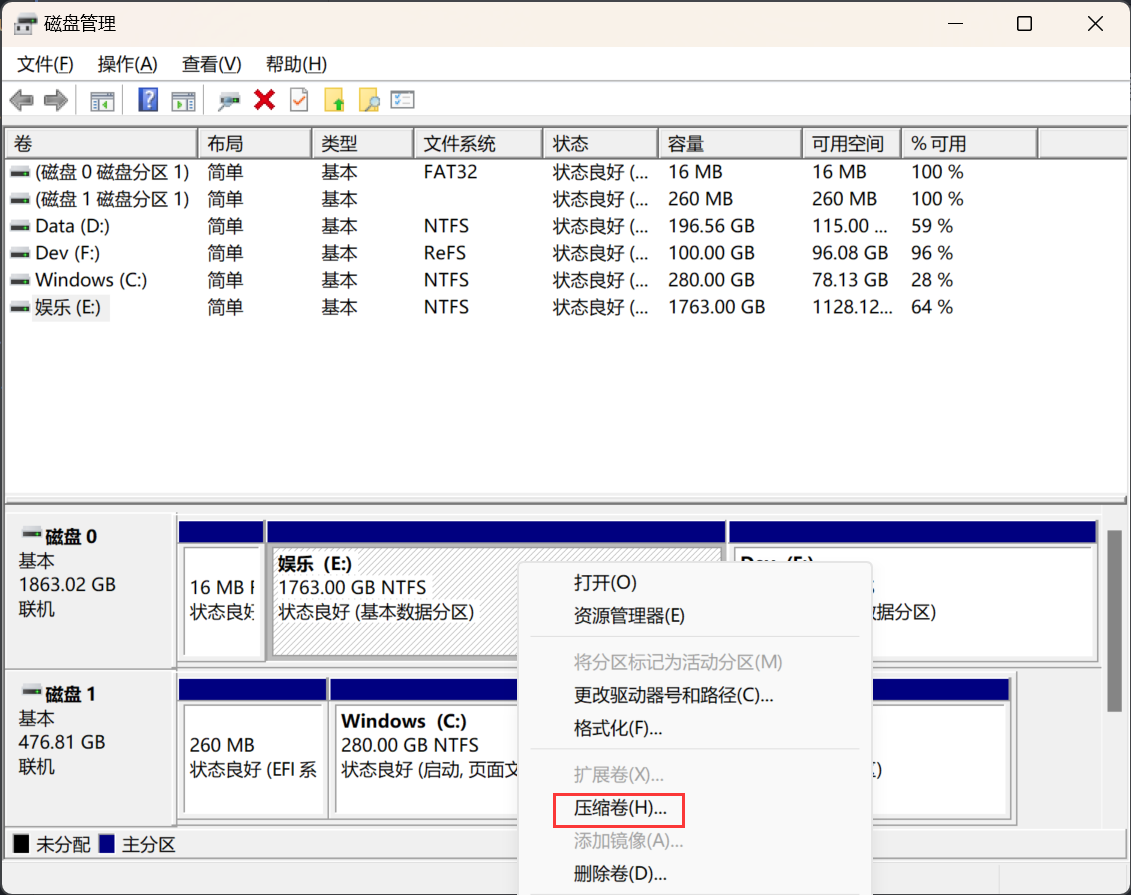 磁盘管理
文件(F) 操作(A) 查看(V) 帮助(H)
卷 布局 类型 文件系统 状态 容量 可用空间 % 可用
(磁盘 0 磁盘分区 1) 简单 基本 FAT32 状态良好 (... 16 MB 16 MB 100 %
(磁盘 1 磁盘分区 1) 简单 基本 状态良好 (... 260 MB 260 MB 100 %
Data (D:) 简单 基本 NTFS 状态良好 (... 196.56 GB 115.00 ... 59 %
Dev (F:) 简单 基本 ReFS 状态良好 (... 100.00 GB 96.08 GB 96 %
Windows (C:) 简单 基本 NTFS 状态良好 (... 280.00 GB 78.13 GB 28 %
娱乐 (E:) 简单 基本 NTFS 状态良好 (... 1763.00 GB 1128.12... 64 %
磁盘 0
基本
1863.02 GB
联机
16 MB
状态良好
娱乐 (E:)
1763.00 GB NTFS
状态良好 (基本数据分区)
Dev (F:)
数据分区)
磁盘 1
基本
476.81 GB
联机
260 MB
状态良好 (EFI 系
Windows (C:)
280.00 GB NTFS
状态良好 (启动, 页面文
打开(O)
资源管理器(E)
将分区标记为活动分区(M)
更改驱动器号和路径(C)...
格式化(F)...
扩展卷(X)...
压缩卷(H)...
添加镜像(A)...
删除卷(D)...
未分配 主分区